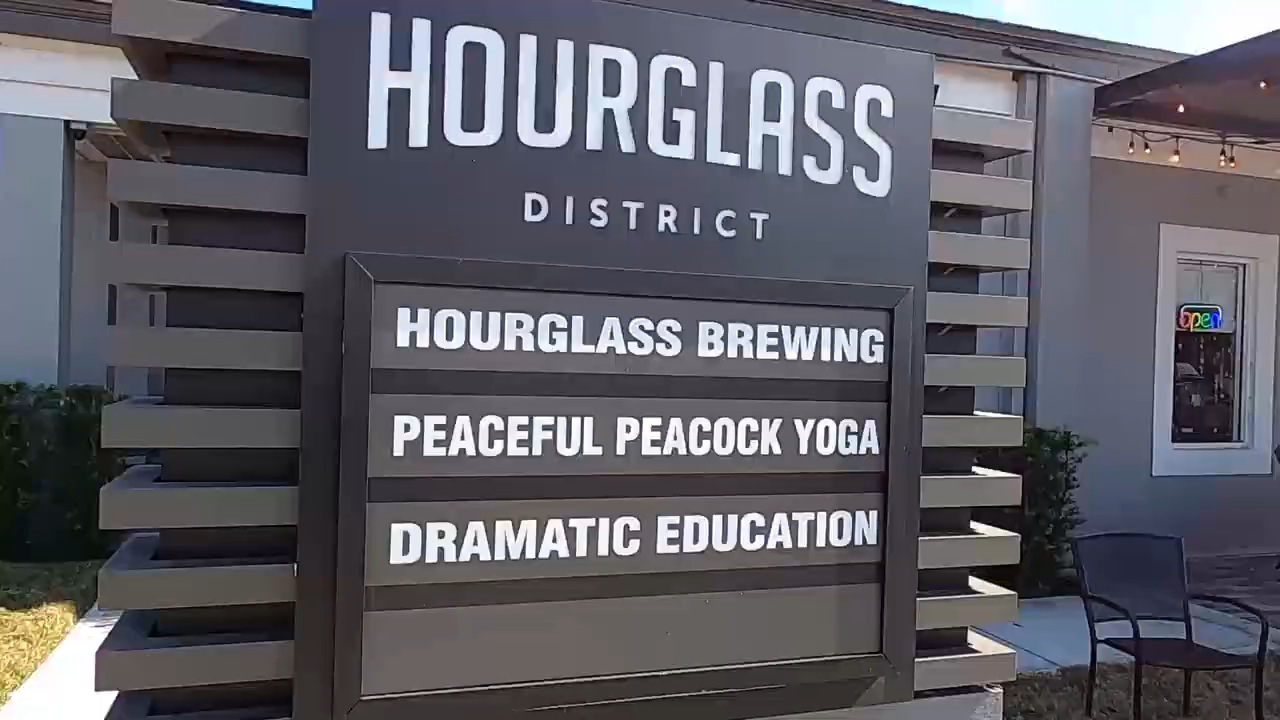 HOURGLASS
DISTRICT
HOURGLASS BREWING
PEACEFUL PEACOCK YOGA
DRAMATIC EDUCATION
open